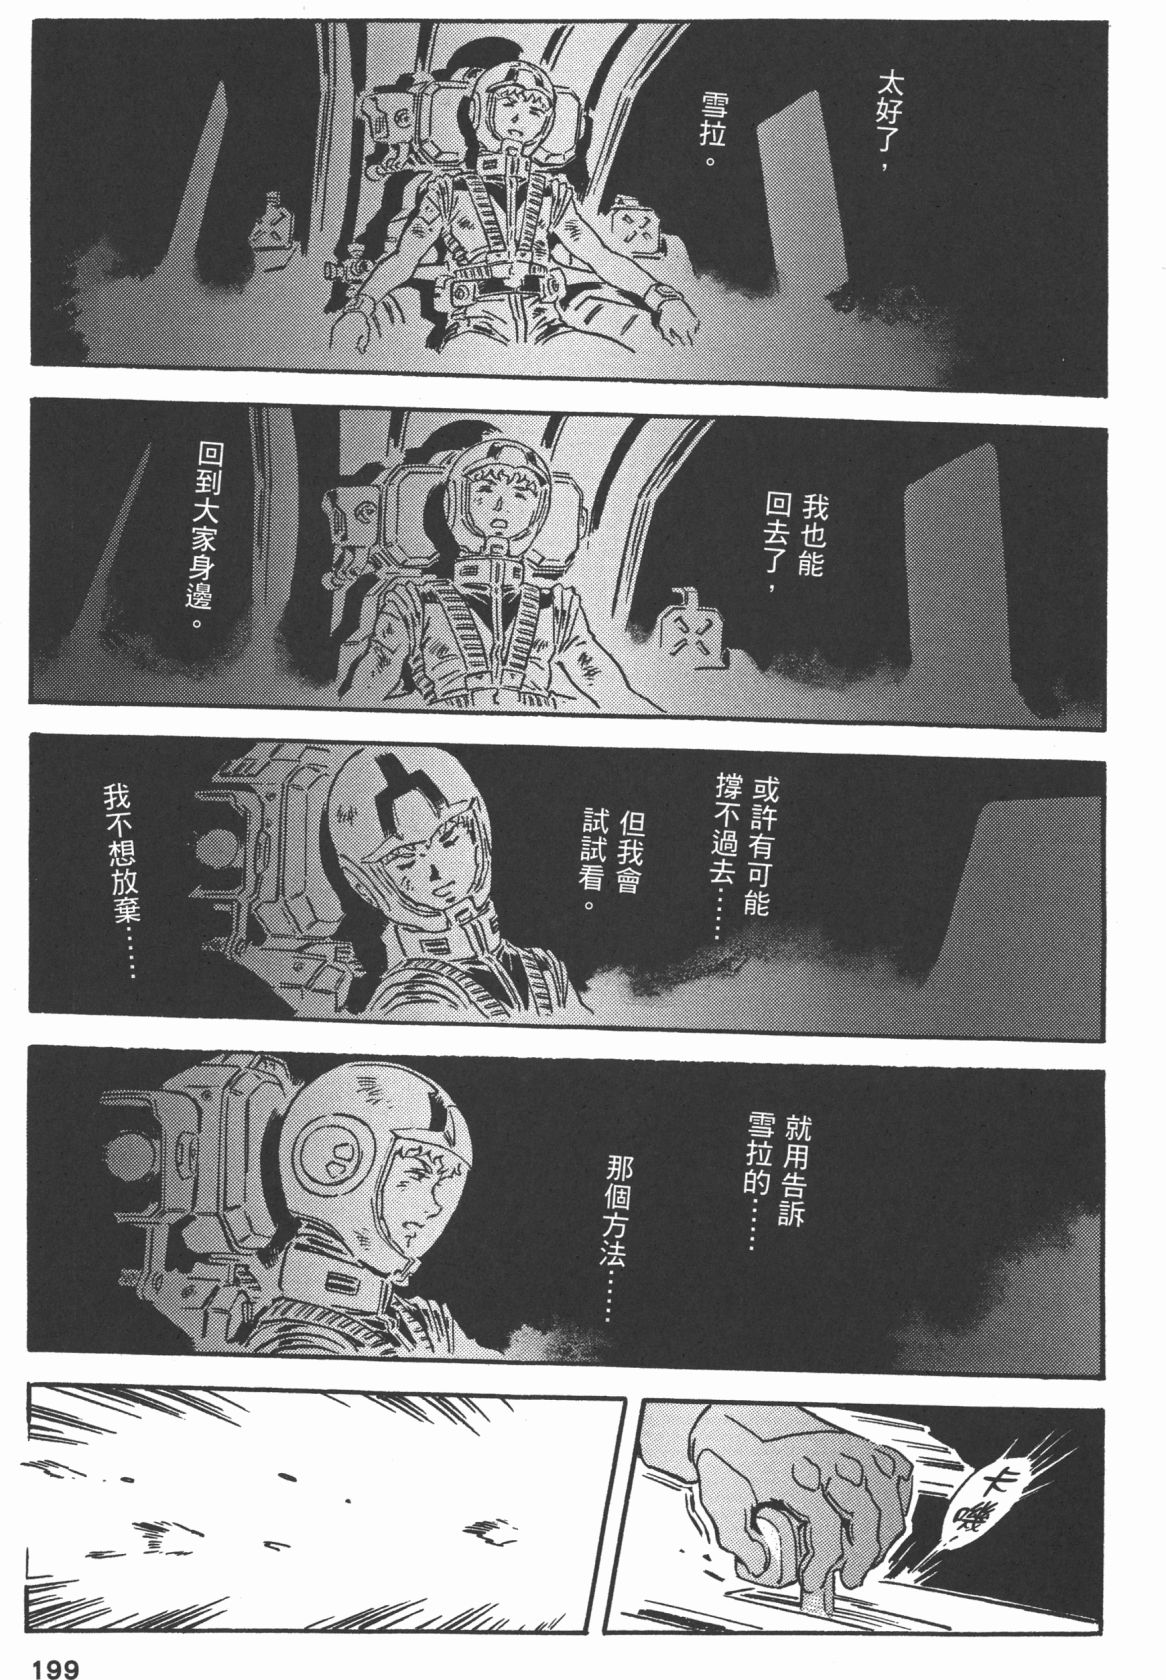 太好了，
雪拉。
我也能
回去了，
回到大家身邊。
或許有可能
撐不過去……
但我會
試試看。
我不想放棄……
就用告訴
雪拉的……
那個方法……
卡
嘰
199